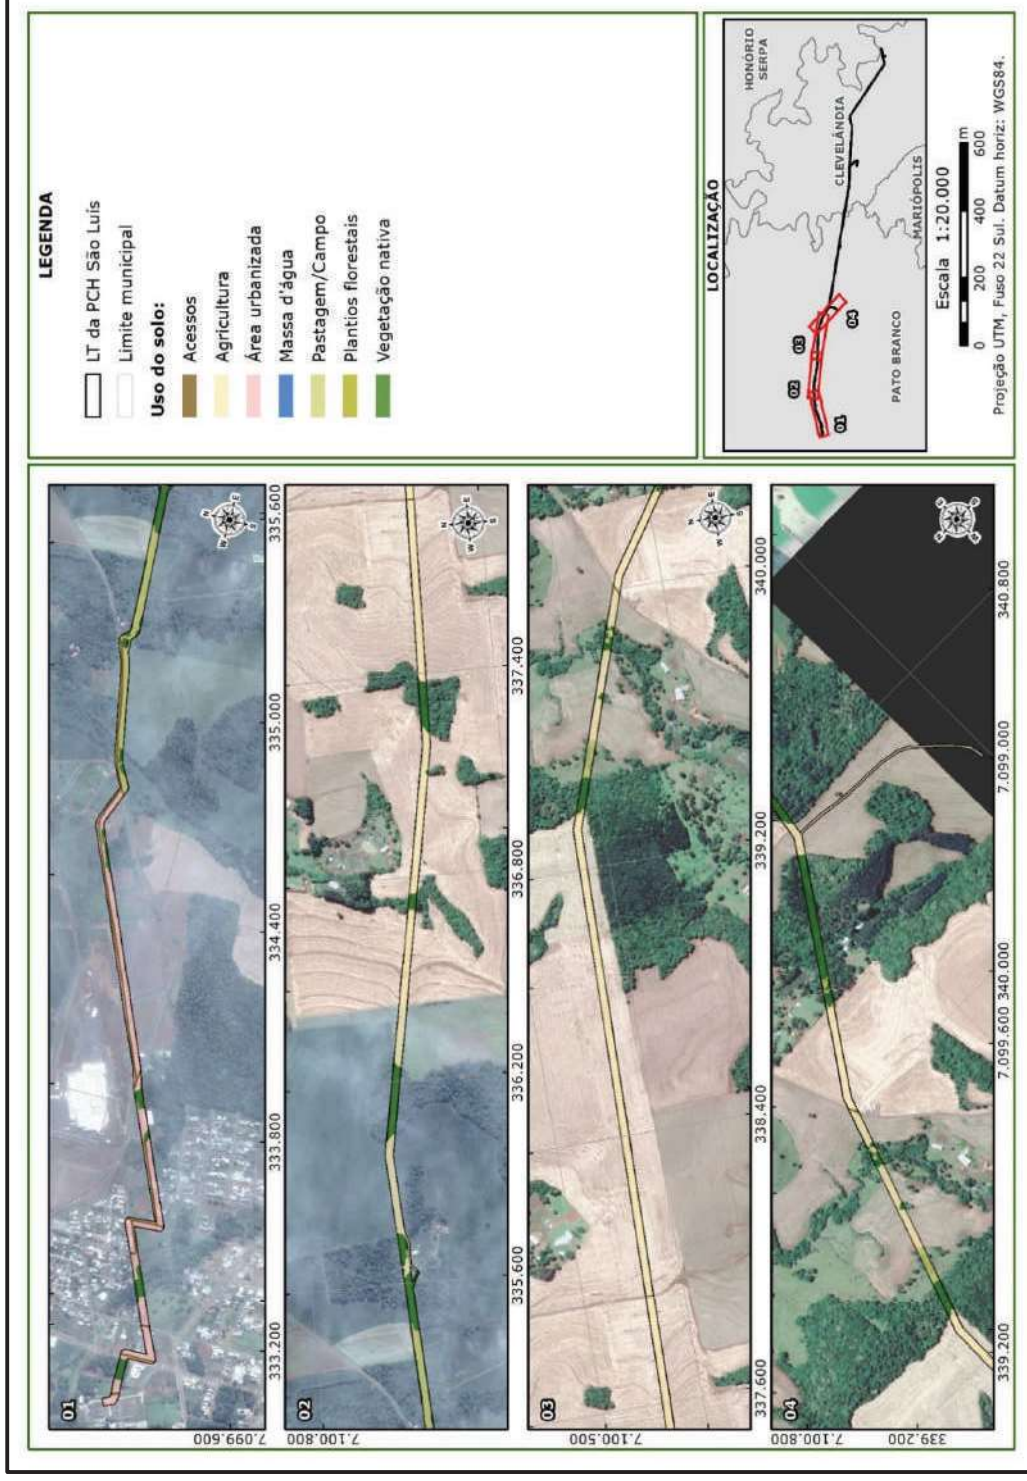 LEGENDA
LT da PCH São Luís
Limite municipal
Uso do solo:
Acessos
Agricultura
Área urbanizada
Massa d'água
Pastagem/Campo
Plantios florestais
Vegetação nativa
LOCALIZAÇÃO
HONÓRIO
SERPA
CLEVELÂNDIA
MARIÓPOLIS
PATO BRANCO
01
02
03
04
Escala 1:20.000
0 200 400 600 m
Projeção UTM, Fuso 22 Sul. Datum horiz: WGS84.
01
7.099.600
333.200 333.800 334.400 335.000 335.600
N
E
S
W
02
7.100.800
335.600 336.200 336.800 337.400
N
E
S
W
03
7.100.500
337.600 338.400 339.200 340.000
N
E
S
W
04
7.100.800
339.200
339.200 7.099.600 340.000 7.099.000 340.800